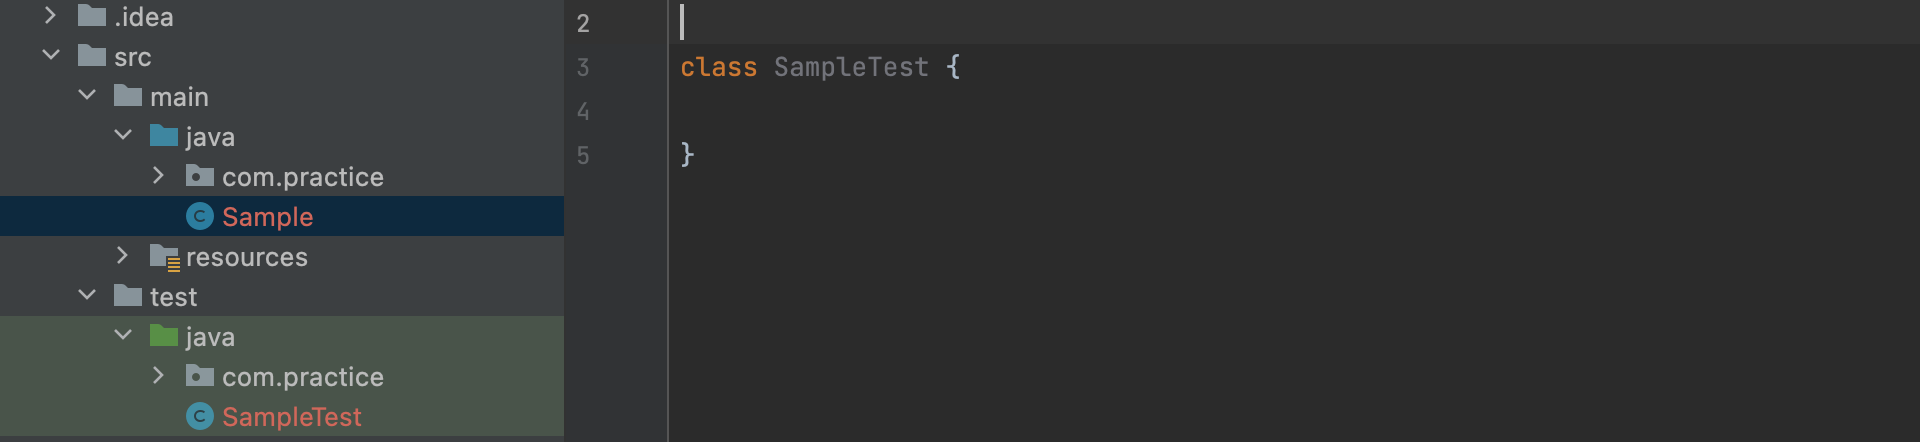 .idea
src
main
java
com.practice
C Sample
resources
test
java
com.practice
C SampleTest
2
3 class SampleTest {
4
5 }